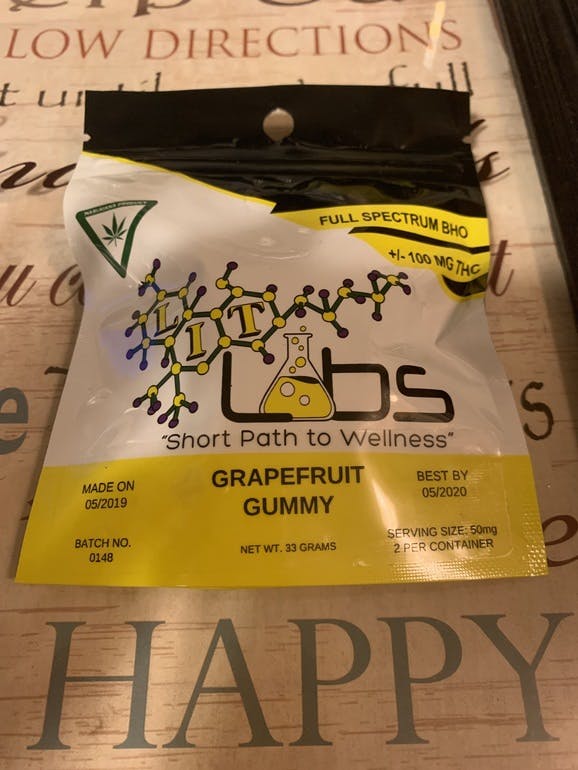 LOW DIRECTIONS
MARIJUANA PRODUCT
FULL SPECTRUM BHO
+/- 100 MG THC
LIT
Labs
"Short Path to Wellness"
GRAPEFRUIT
GUMMY
MADE ON
05/2019
BEST BY
05/2020
BATCH NO.
0148
NET WT. 33 GRAMS
SERVING SIZE: 50mg
2 PER CONTAINER
HAPPY